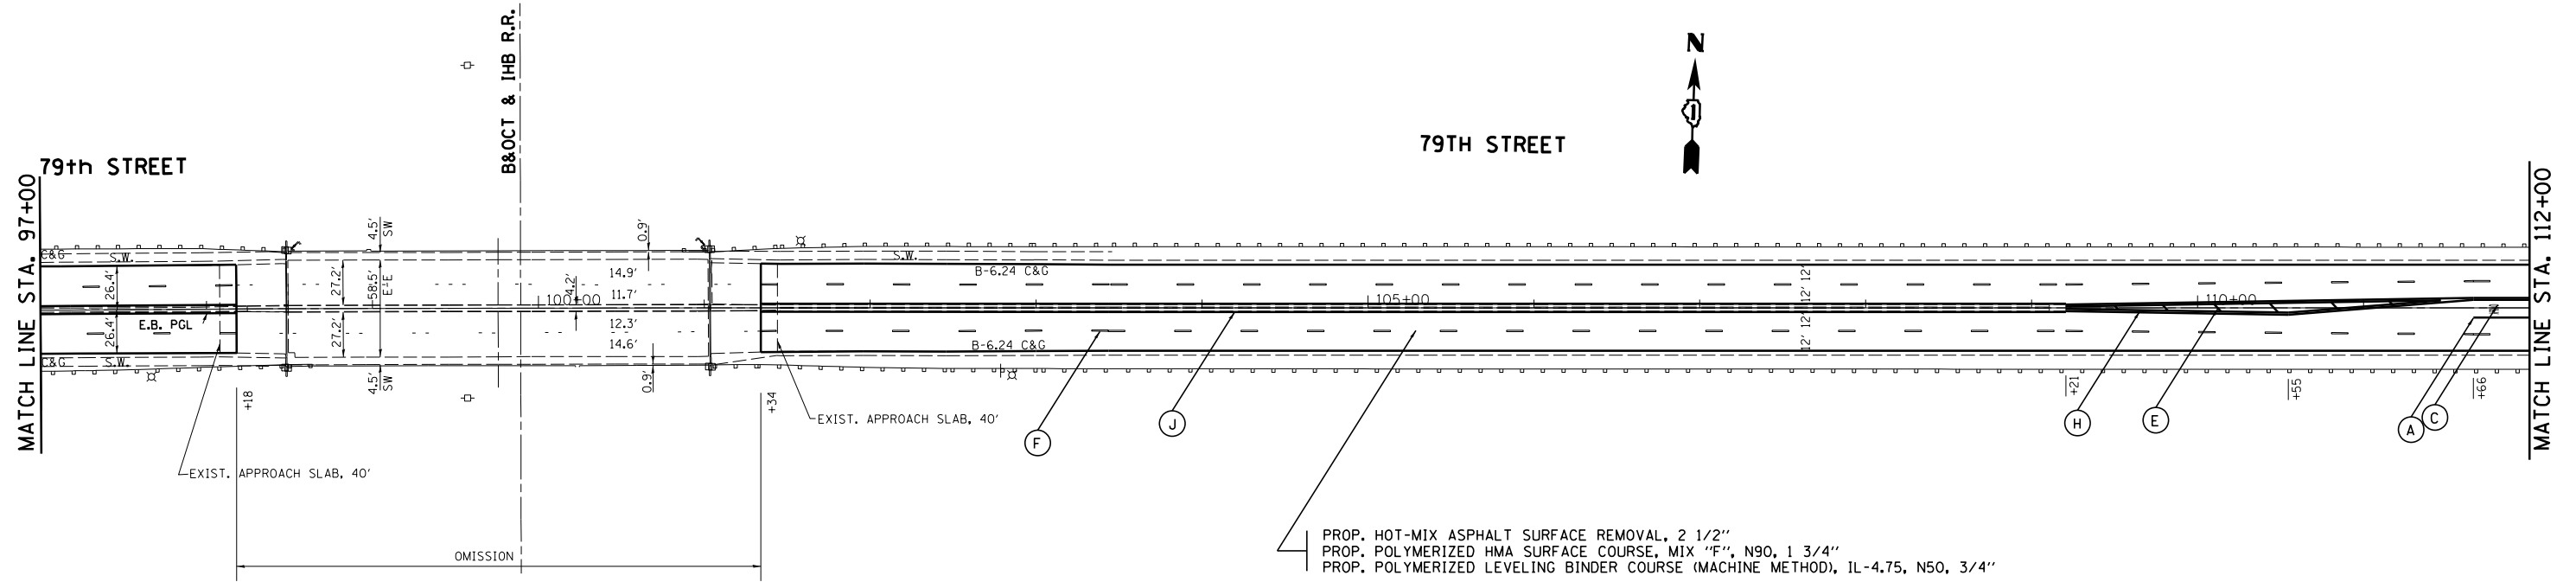 B&OCT & IHB R.R.
N
79th STREET
79TH STREET
MATCH LINE STA. 97+00
MATCH LINE STA. 112+00
C&G
S.W.
26.4'
E.B. PGL
26.4'
C&G
S.W.
4.5'
SW
27.2'
58.5'
E-E
27.2'
4.5'
SW
0.9'
14.9'
4.2'
100+00
11.7'
12.3'
14.6'
0.9'
S.W.
B-6.24 C&G
105+00
B-6.24 C&G
12' 12'
12' 12'
110+00
+18
+34
+21
+55
+66
EXIST. APPROACH SLAB, 40'
EXIST. APPROACH SLAB, 40'
F
J
H
E
A
C
OMISSION
PROP. HOT-MIX ASPHALT SURFACE REMOVAL, 2 1/2"
PROP. POLYMERIZED HMA SURFACE COURSE, MIX "F", N90, 1 3/4"
PROP. POLYMERIZED LEVELING BINDER COURSE (MACHINE METHOD), IL-4.75, N50, 3/4"